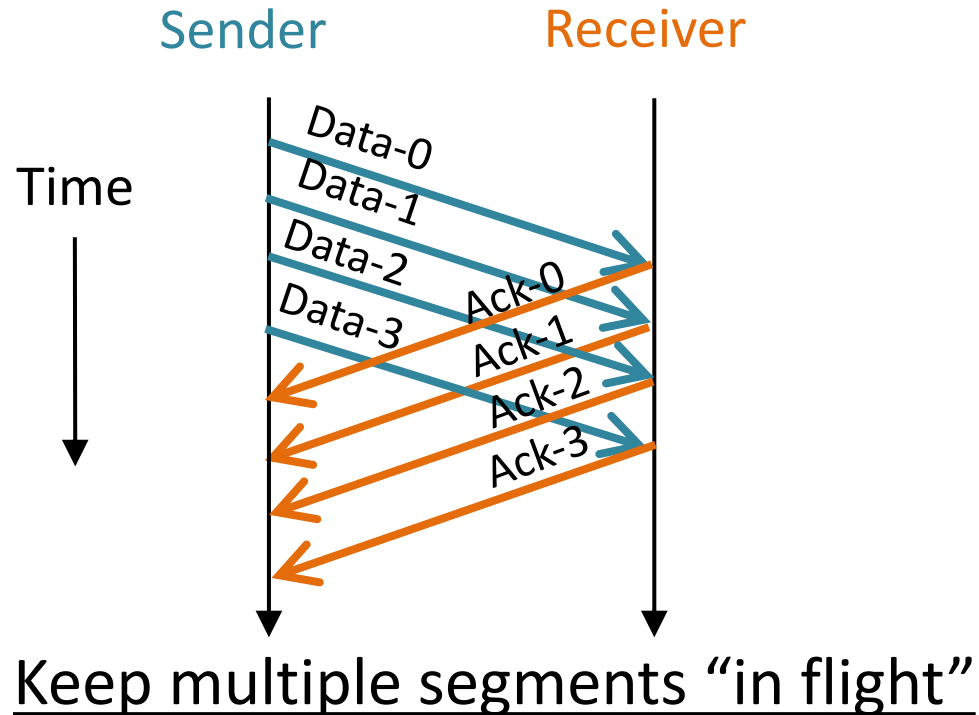 Sender
Receiver
Time
Data-0
Data-1
Data-2
Data-3
Ack-0
Ack-1
Ack-2
Ack-3
Keep multiple segments “in flight”